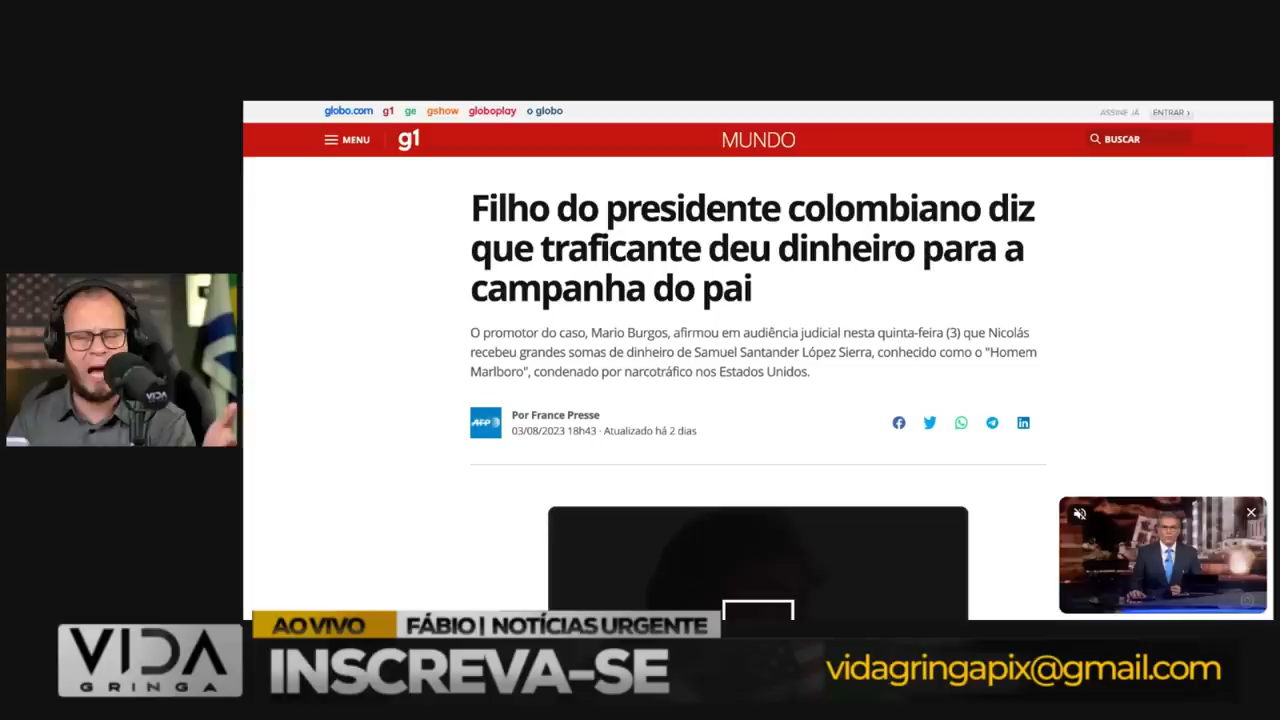 globo.com g1 ge gshow globoplay o globo ASSINE JÁ ENTRAR ›
MENU g1 MUNDO BUSCAR
Filho do presidente colombiano diz
que traficante deu dinheiro para a
campanha do pai
O promotor do caso, Mario Burgos, afirmou em audiência judicial nesta quinta-feira (3) que Nicolás
recebeu grandes somas de dinheiro de Samuel Santander López Sierra, conhecido como o "Homem
Marlboro", condenado por narcotráfico nos Estados Unidos.
AFP
Por France Presse
03/08/2023 18h43 · Atualizado há 2 dias
VIDA
AO VIVO FÁBIO | NOTÍCIAS URGENTE
VIDA
GRINGA
INSCREVA-SE
vidagringapix@gmail.com